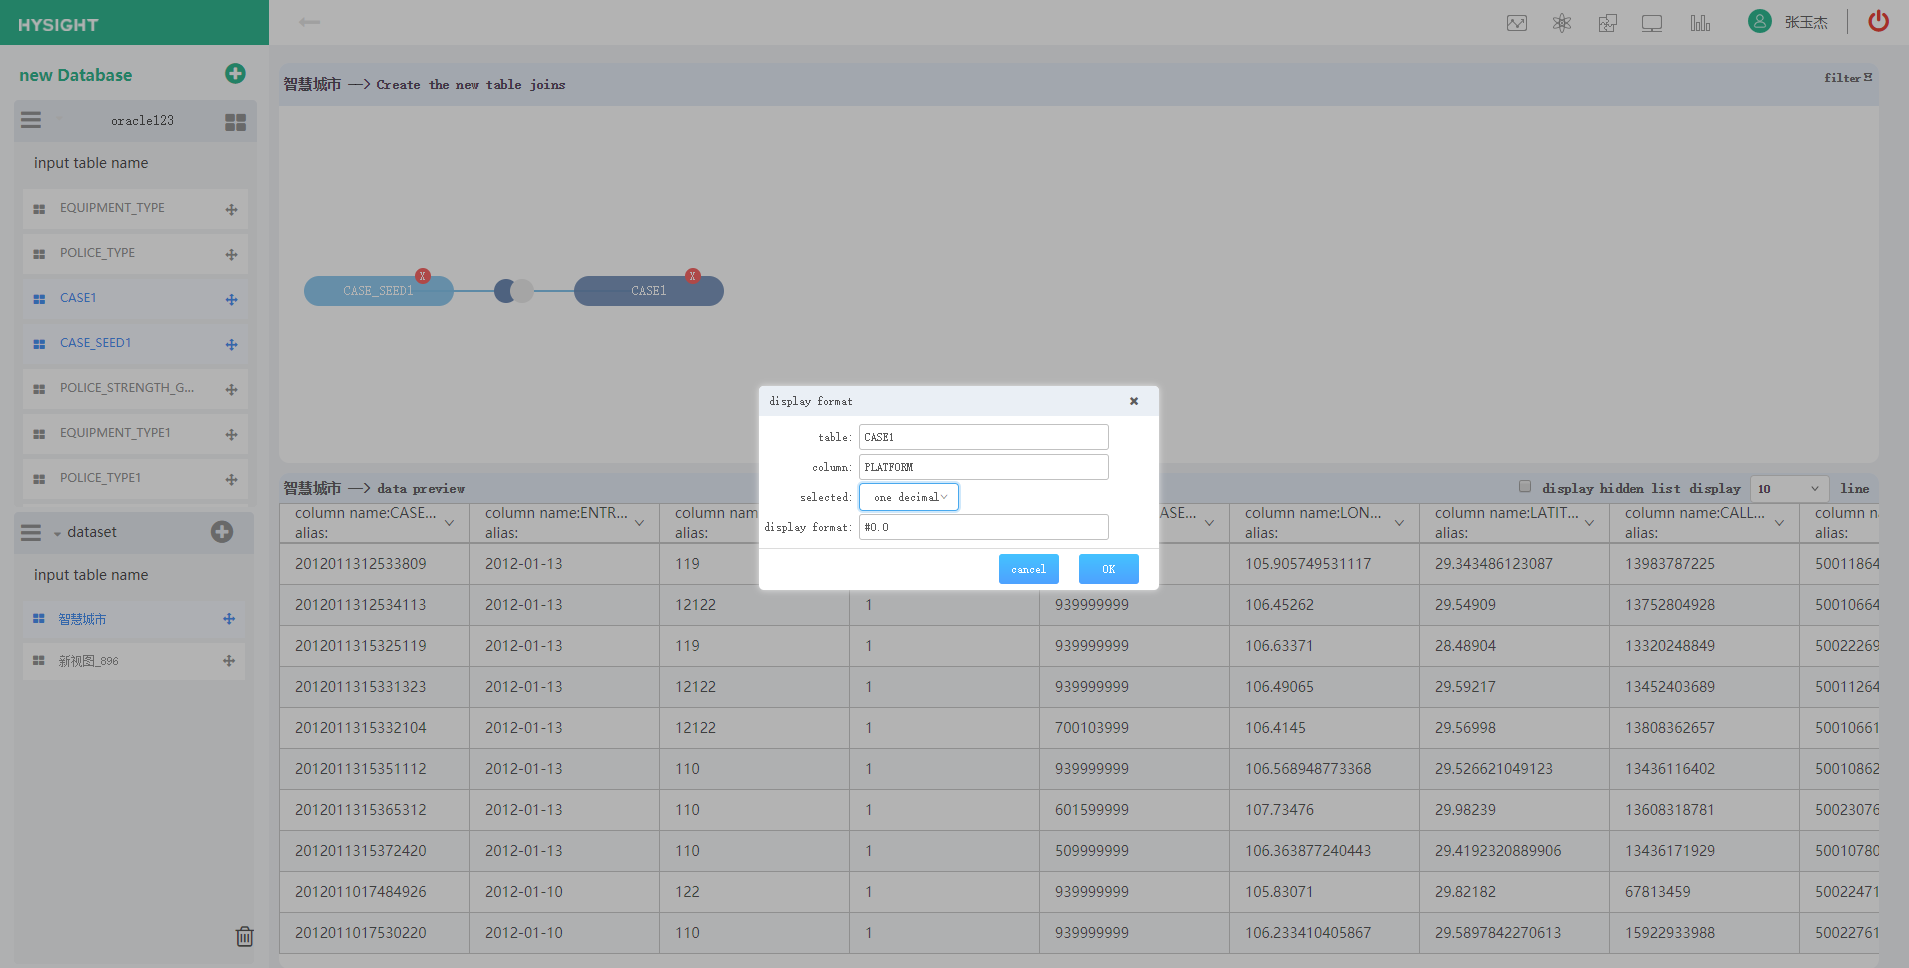 HYSIGHT
张玉杰
new Database
oracle123
input table name
EQUIPMENT_TYPE
POLICE_TYPE
CASE1
CASE_SEED1
POLICE_STRENGTH_G...
EQUIPMENT_TYPE1
POLICE_TYPE1
dataset
input table name
智慧城市
新视图_896
智慧城市 —> Create the new table joins
filter
CASE_SEED1
X
CASE1
X
display format
table: CASE1
column: PLATFORM
selected: one decimal
display format: #0.0
cancel OK
智慧城市 —> data preview
display hidden list display 10 line
column name:CASE... column name:ENTR... column nam ASE... column name:LON... column name:LATIT... column name:CALL... column n
alias: alias: alias: alias: alias: alias: alias:
2012011312533809 2012-01-13 119 105.905749531117 29.343486123087 13983787225 50011864
2012011312534113 2012-01-13 12122 1 939999999 106.45262 29.54909 13752804928 50010664
2012011315325119 2012-01-13 119 1 939999999 106.63371 28.48904 13320248849 50022269
2012011315331323 2012-01-13 12122 1 939999999 106.49065 29.59217 13452403689 50011264
2012011315332104 2012-01-13 12122 1 700103999 106.4145 29.56998 13808362657 50010661
2012011315351112 2012-01-13 110 1 939999999 106.568948773368 29.526621049123 13436116402 50010862
2012011315365312 2012-01-13 110 1 601599999 107.73476 29.98239 13608318781 50023076
2012011315372420 2012-01-13 110 1 509999999 106.363877240443 29.4192320889906 13436171929 50010780
2012011017484926 2012-01-10 122 1 939999999 105.83071 29.82182 67813459 50022471
2012011017530220 2012-01-10 110 1 939999999 106.233410405867 29.5897842270613 15922933988 50022761